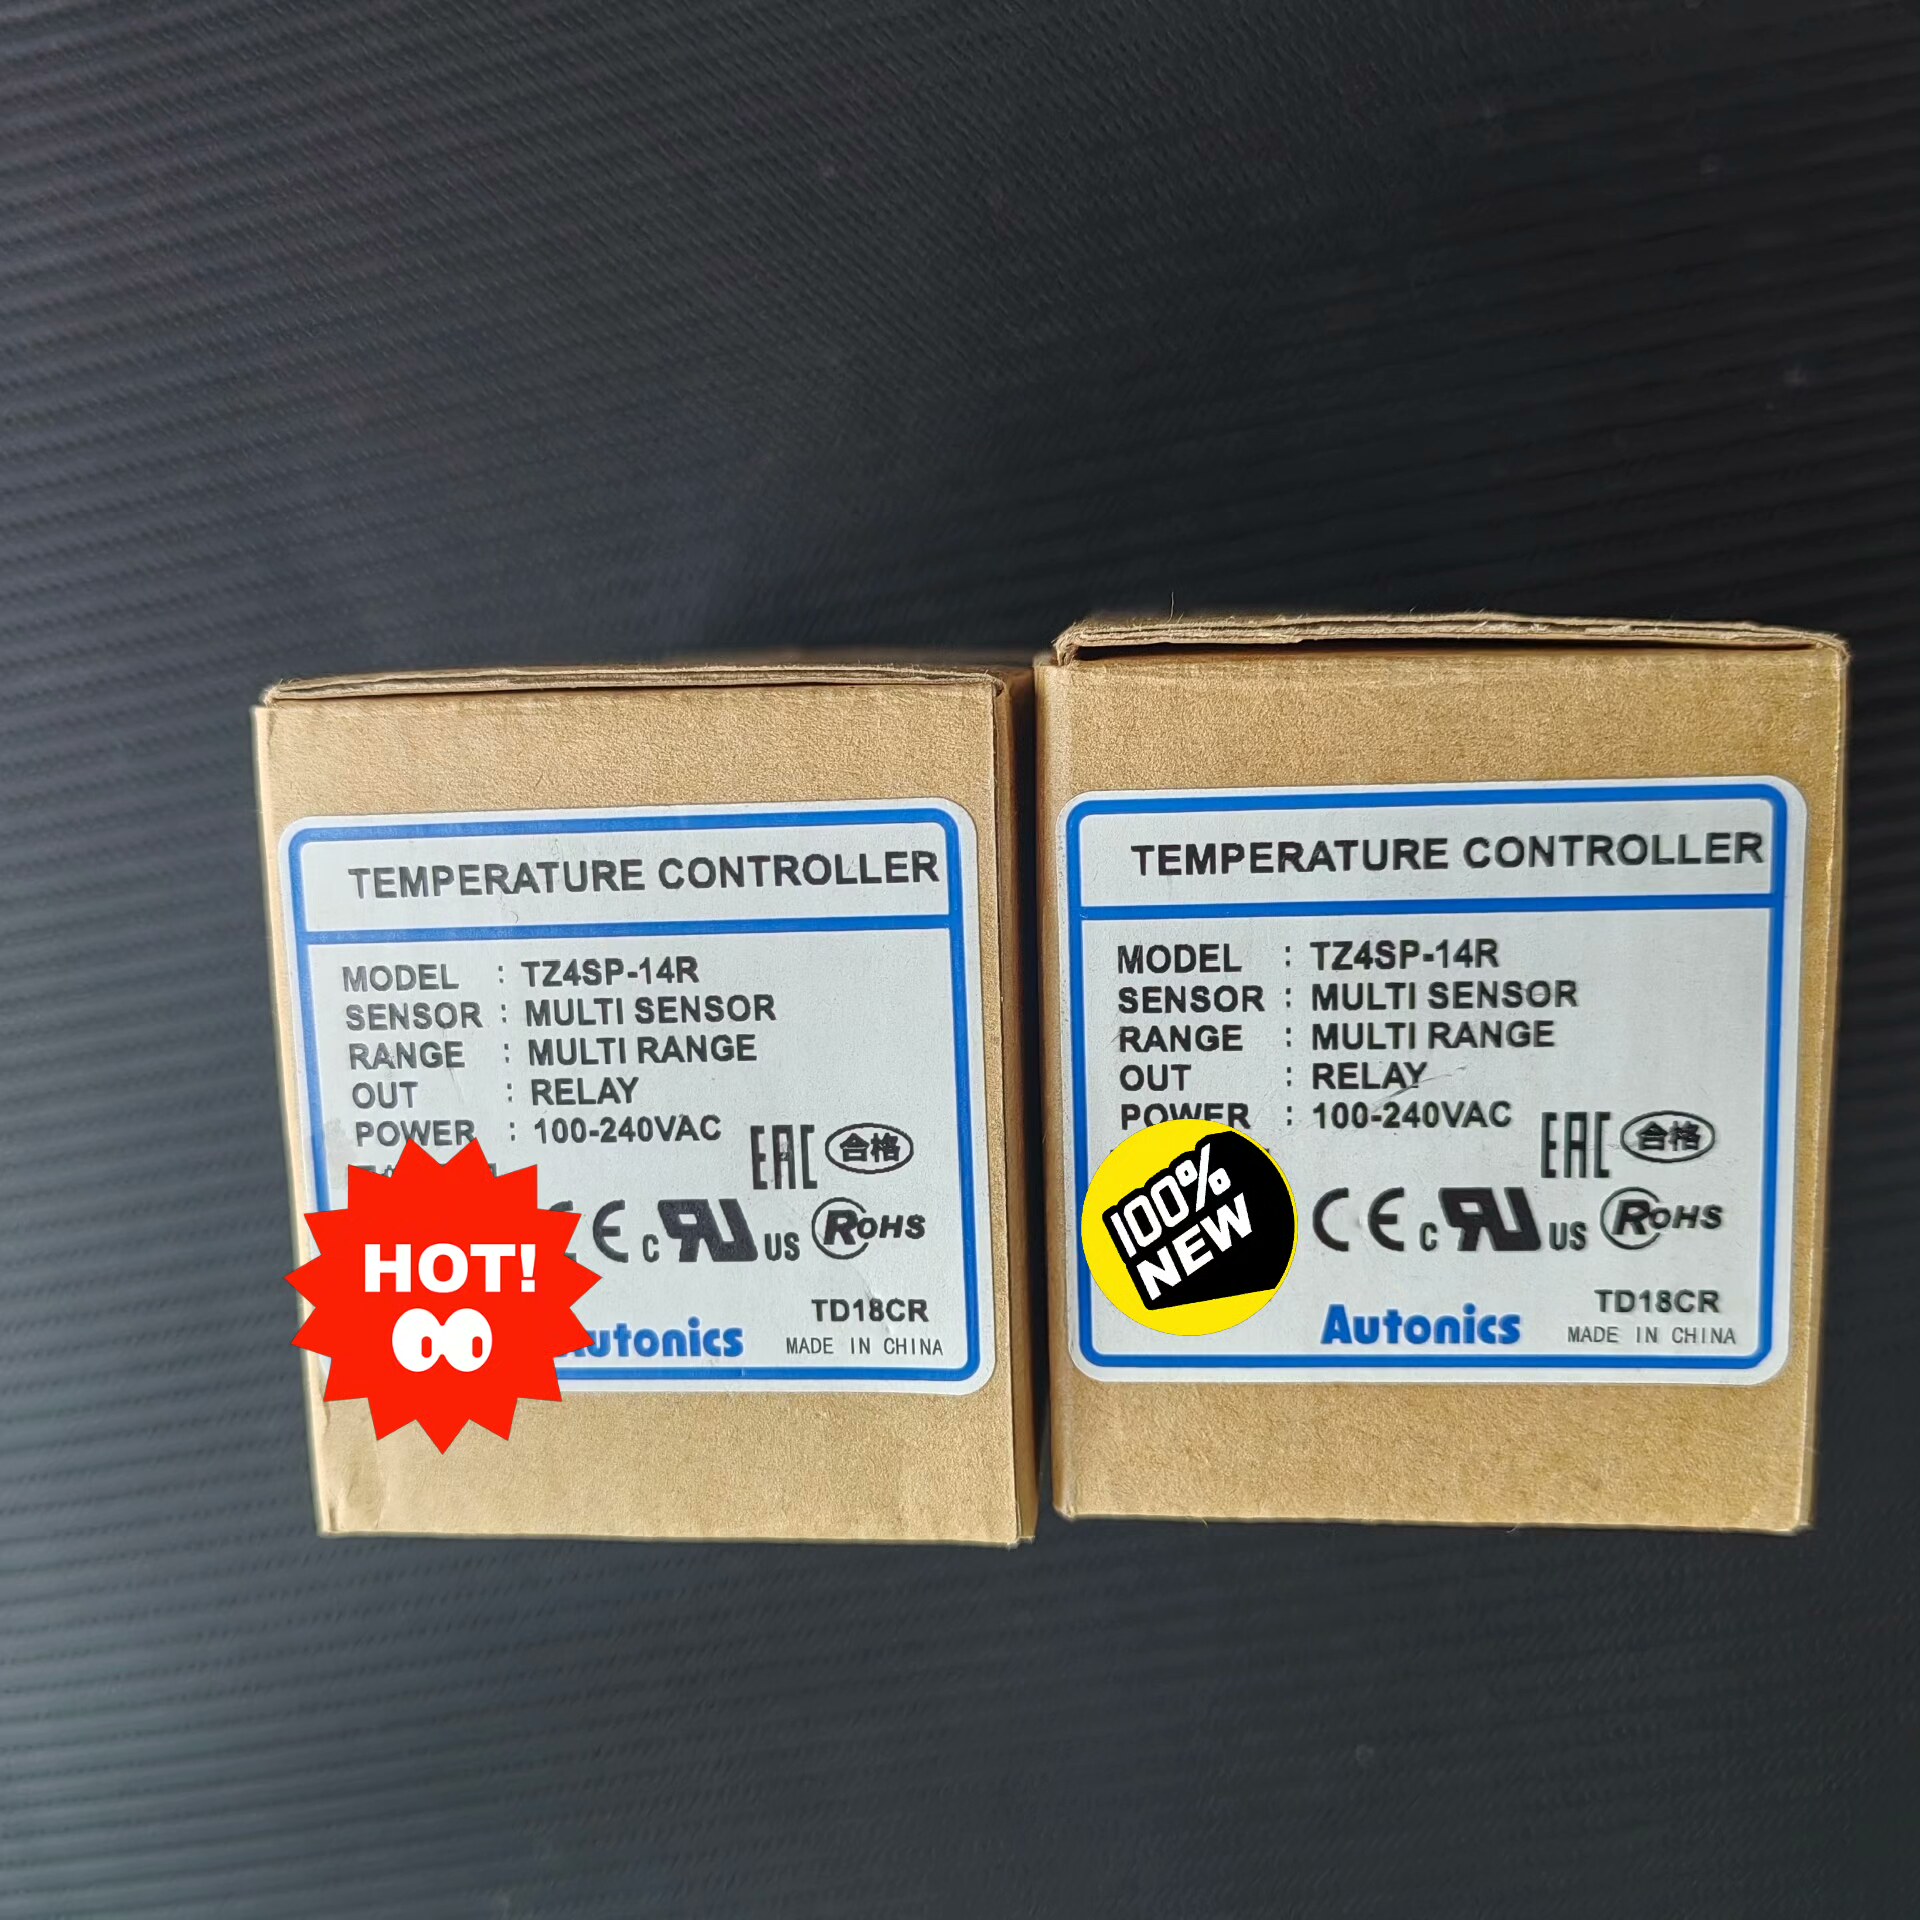 TEMPERATURE CONTROLLER
MODEL : TZ4SP-14R
SENSOR : MULTI SENSOR
RANGE : MULTI RANGE
OUT : RELAY
POWER : 100-240VAC
EAC 合格
CE c US RoHS
HOT!
TD18CR
Autonics MADE IN CHINA
TEMPERATURE CONTROLLER
MODEL : TZ4SP-14R
SENSOR : MULTI SENSOR
RANGE : MULTI RANGE
OUT : RELAY
POWER : 100-240VAC
EAC 合格
100%
NEW
CE c US RoHS
TD18CR
Autonics MADE IN CHINA